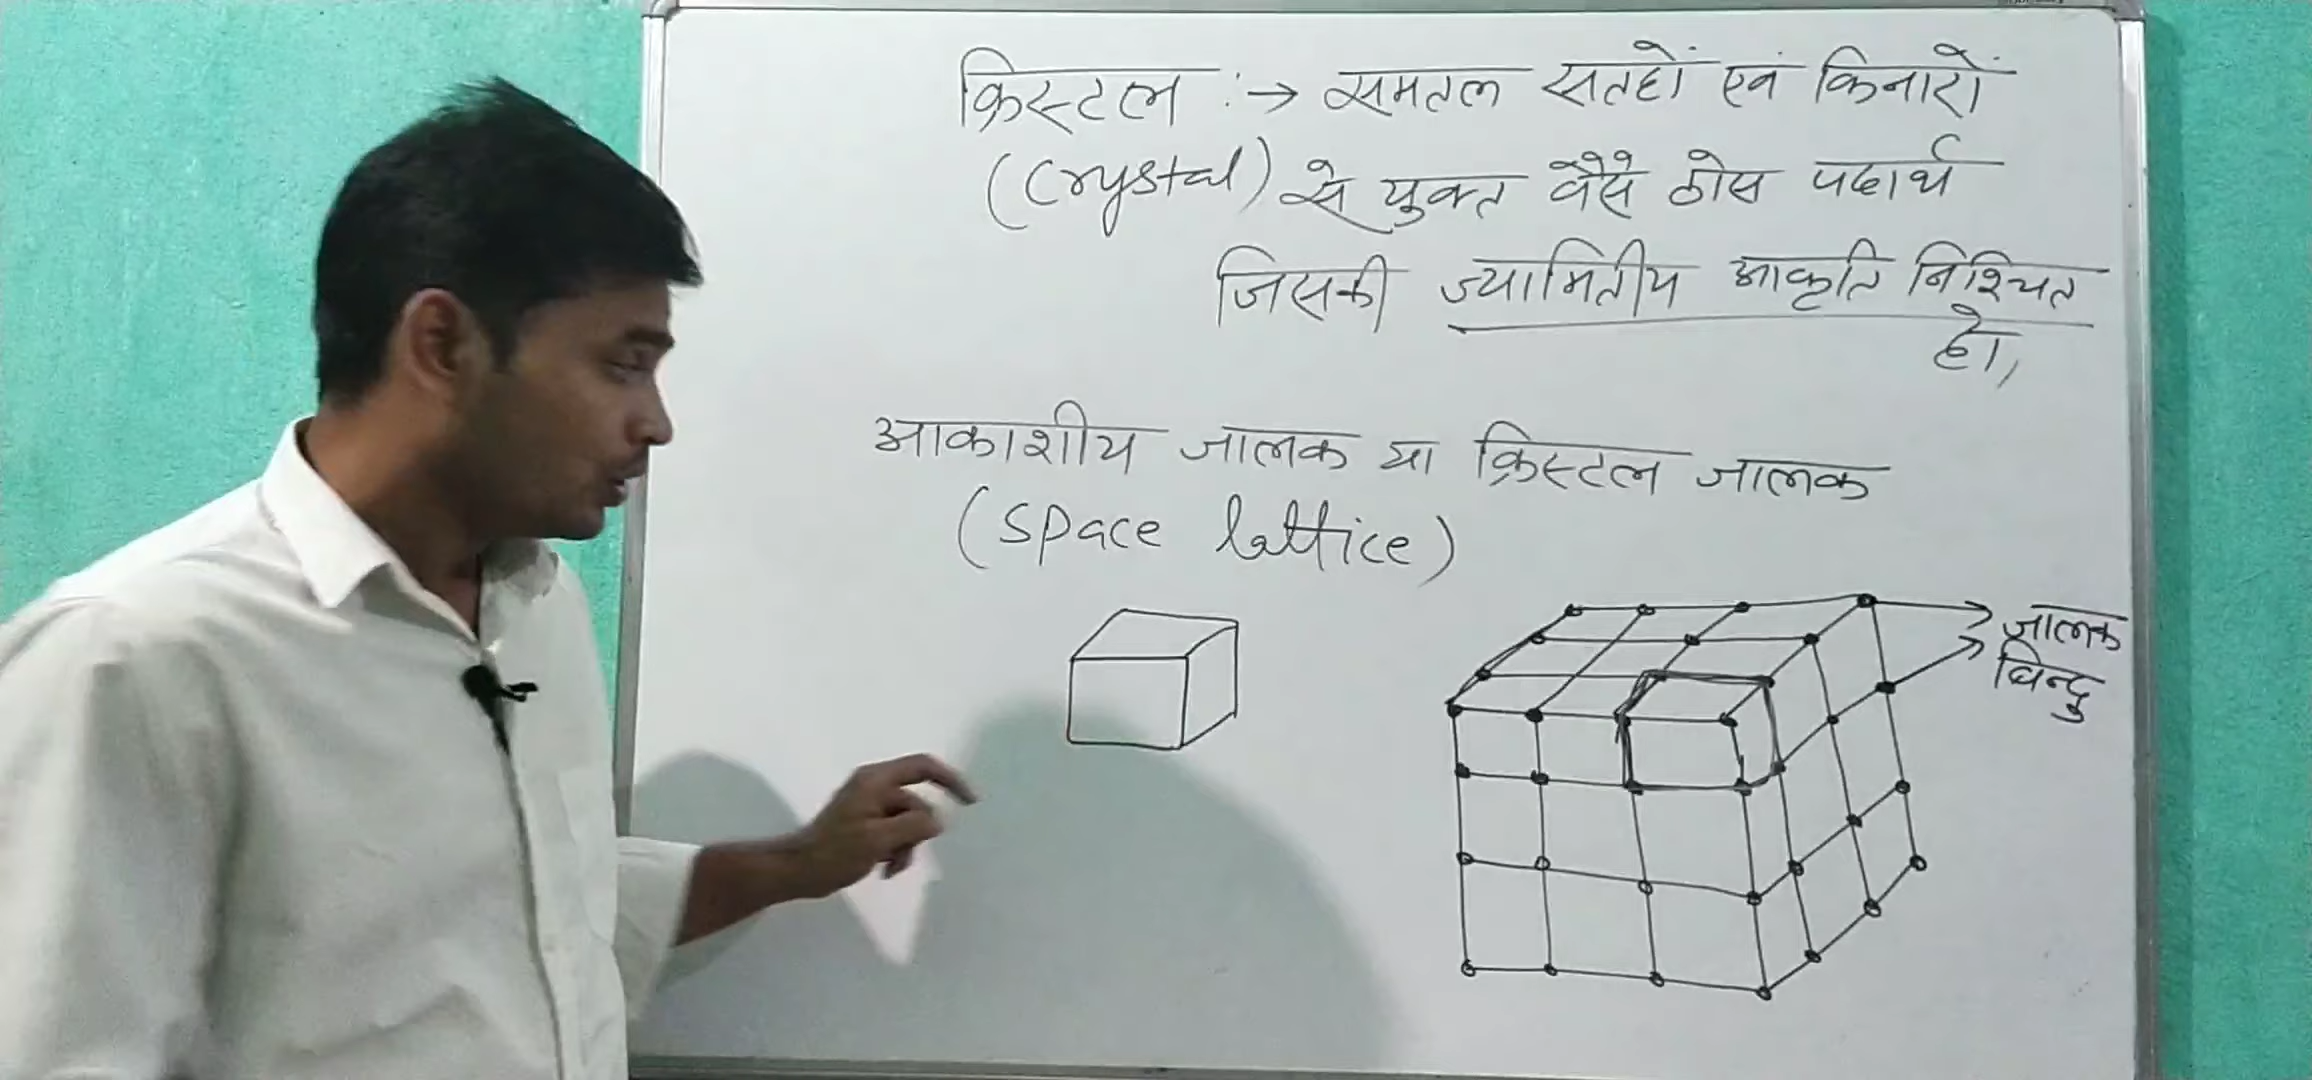 क्रिस्टल :→ समतल सतहों एवं किनारों
(Crystal) से युक्त वैसे ठोस पदार्थ
जिसकी ज्यामितीय आकृति निश्चित
हो,
आकाशीय जालक या क्रिस्टल जालक
(space lattice)
जालक
बिन्दु